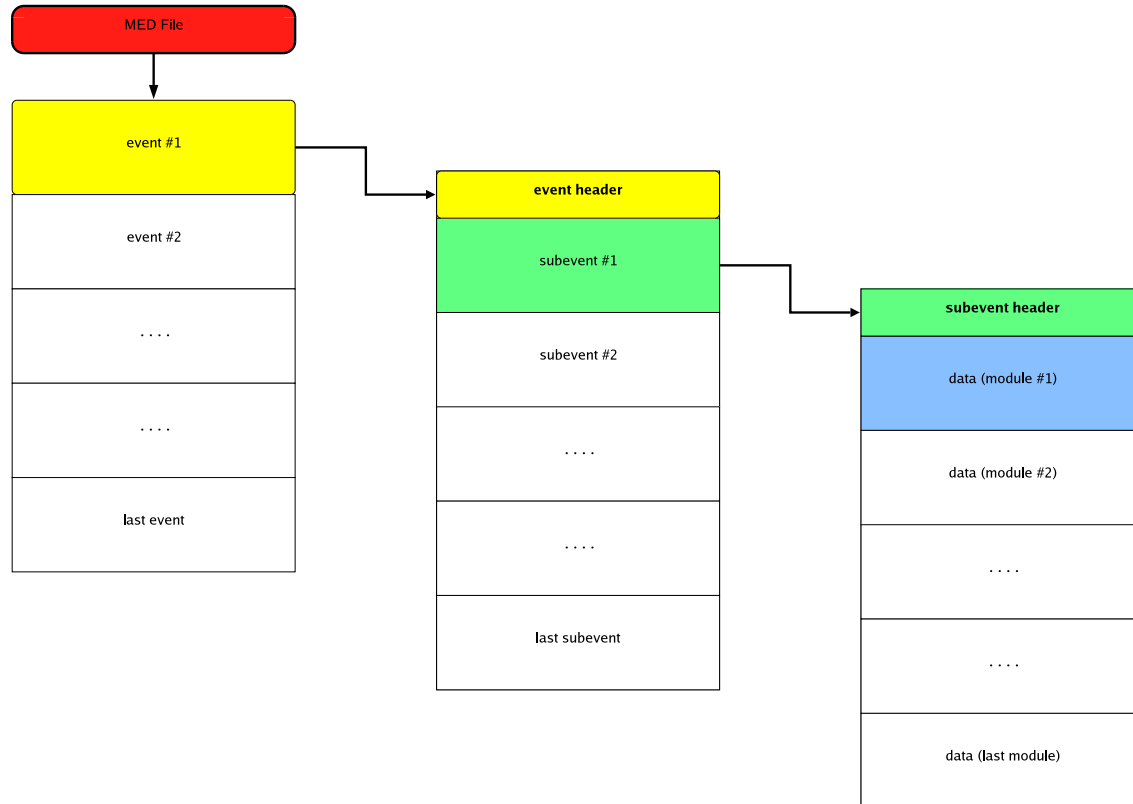 MED File
event #1
event #2
. . . .
. . . .
last event
event header
subevent #1
subevent #2
. . . .
. . . .
last subevent
subevent header
data (module #1)
data (module #2)
. . . .
. . . .
data (last module)